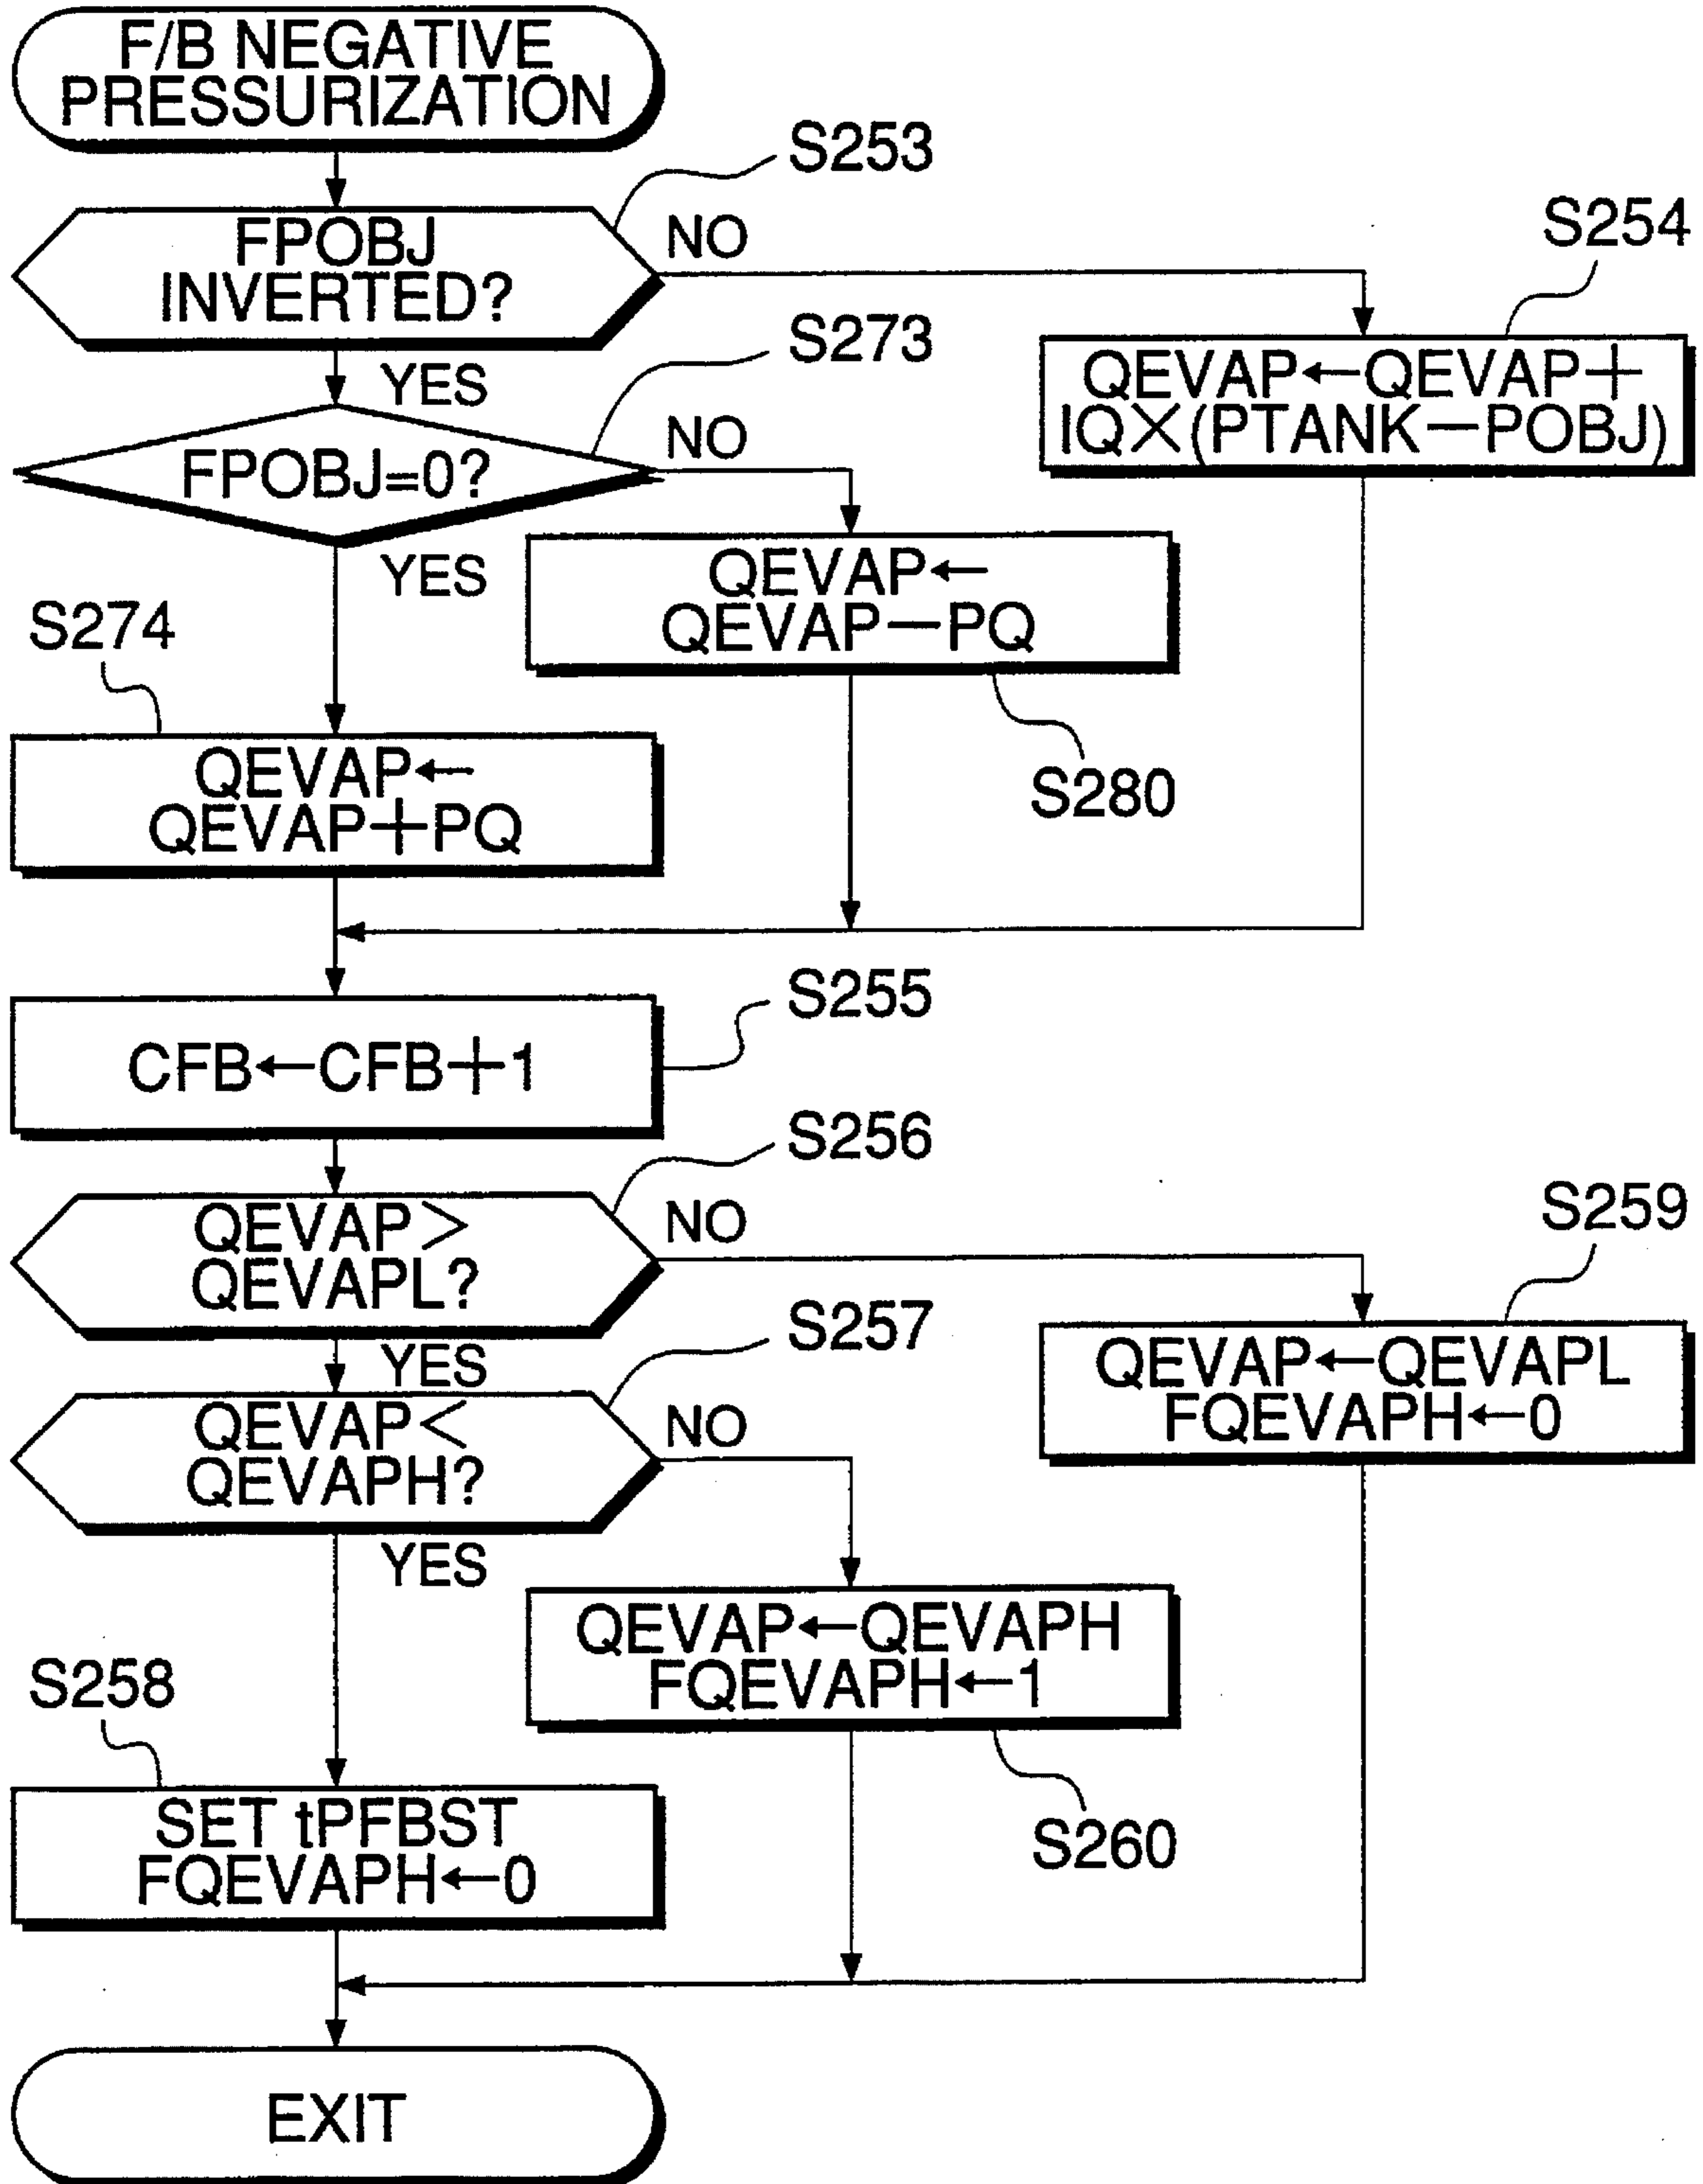 F/B NEGATIVE
PRESSURIZATION
S253
FPOBJ
INVERTED?
NO
S254
QEVAP←QEVAP+
IQ×(PTANK−POBJ)
YES
S273
FPOBJ=0?
NO
YES
QEVAP←
QEVAP−PQ
S280
S274
QEVAP←
QEVAP+PQ
S255
CFB←CFB+1
S256
QEVAP>
QEVAPL?
NO
S259
QEVAP←QEVAPL
FQEVAPH←0
YES
S257
QEVAP<
QEVAPH?
NO
YES
QEVAP←QEVAPH
FQEVAPH←1
S260
S258
SET tPFBST
FQEVAPH←0
EXIT